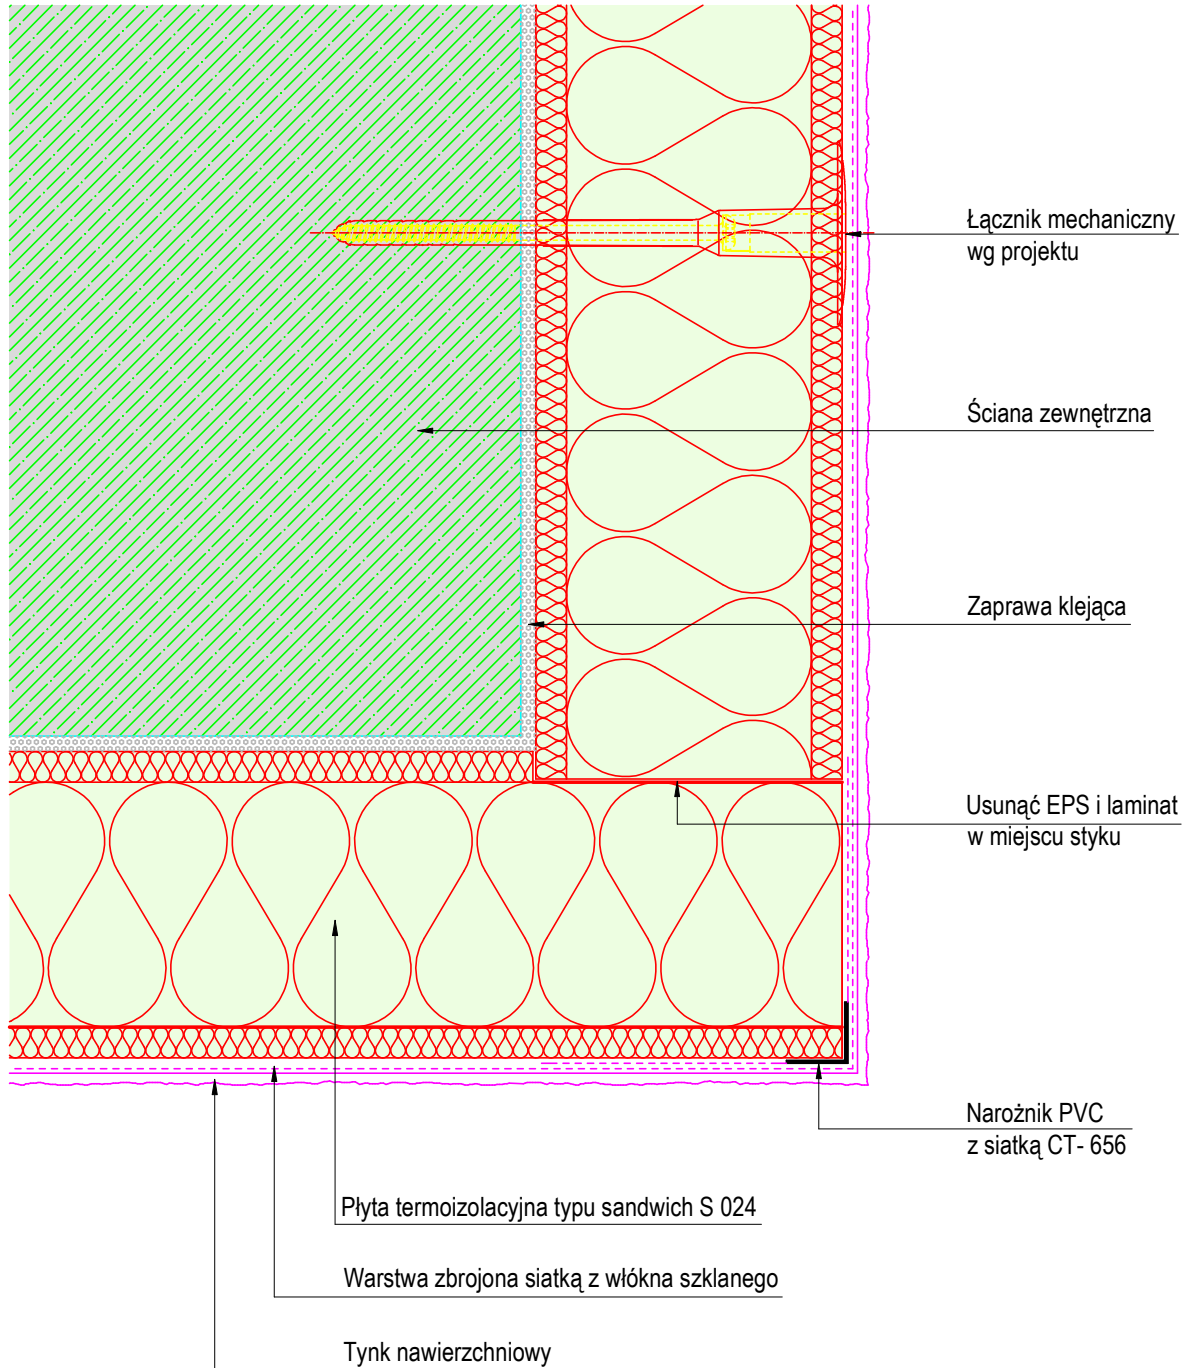 Łącznik mechaniczny
wg projektu
Ściana zewnętrzna
Zaprawa klejąca
Usunąć EPS i laminat
w miejscu styku
Narożnik PVC
z siatką CT- 656
Płyta termoizolacyjna typu sandwich S 024
Warstwa zbrojona siatką z włókna szklanego
Tynk nawierzchniowy